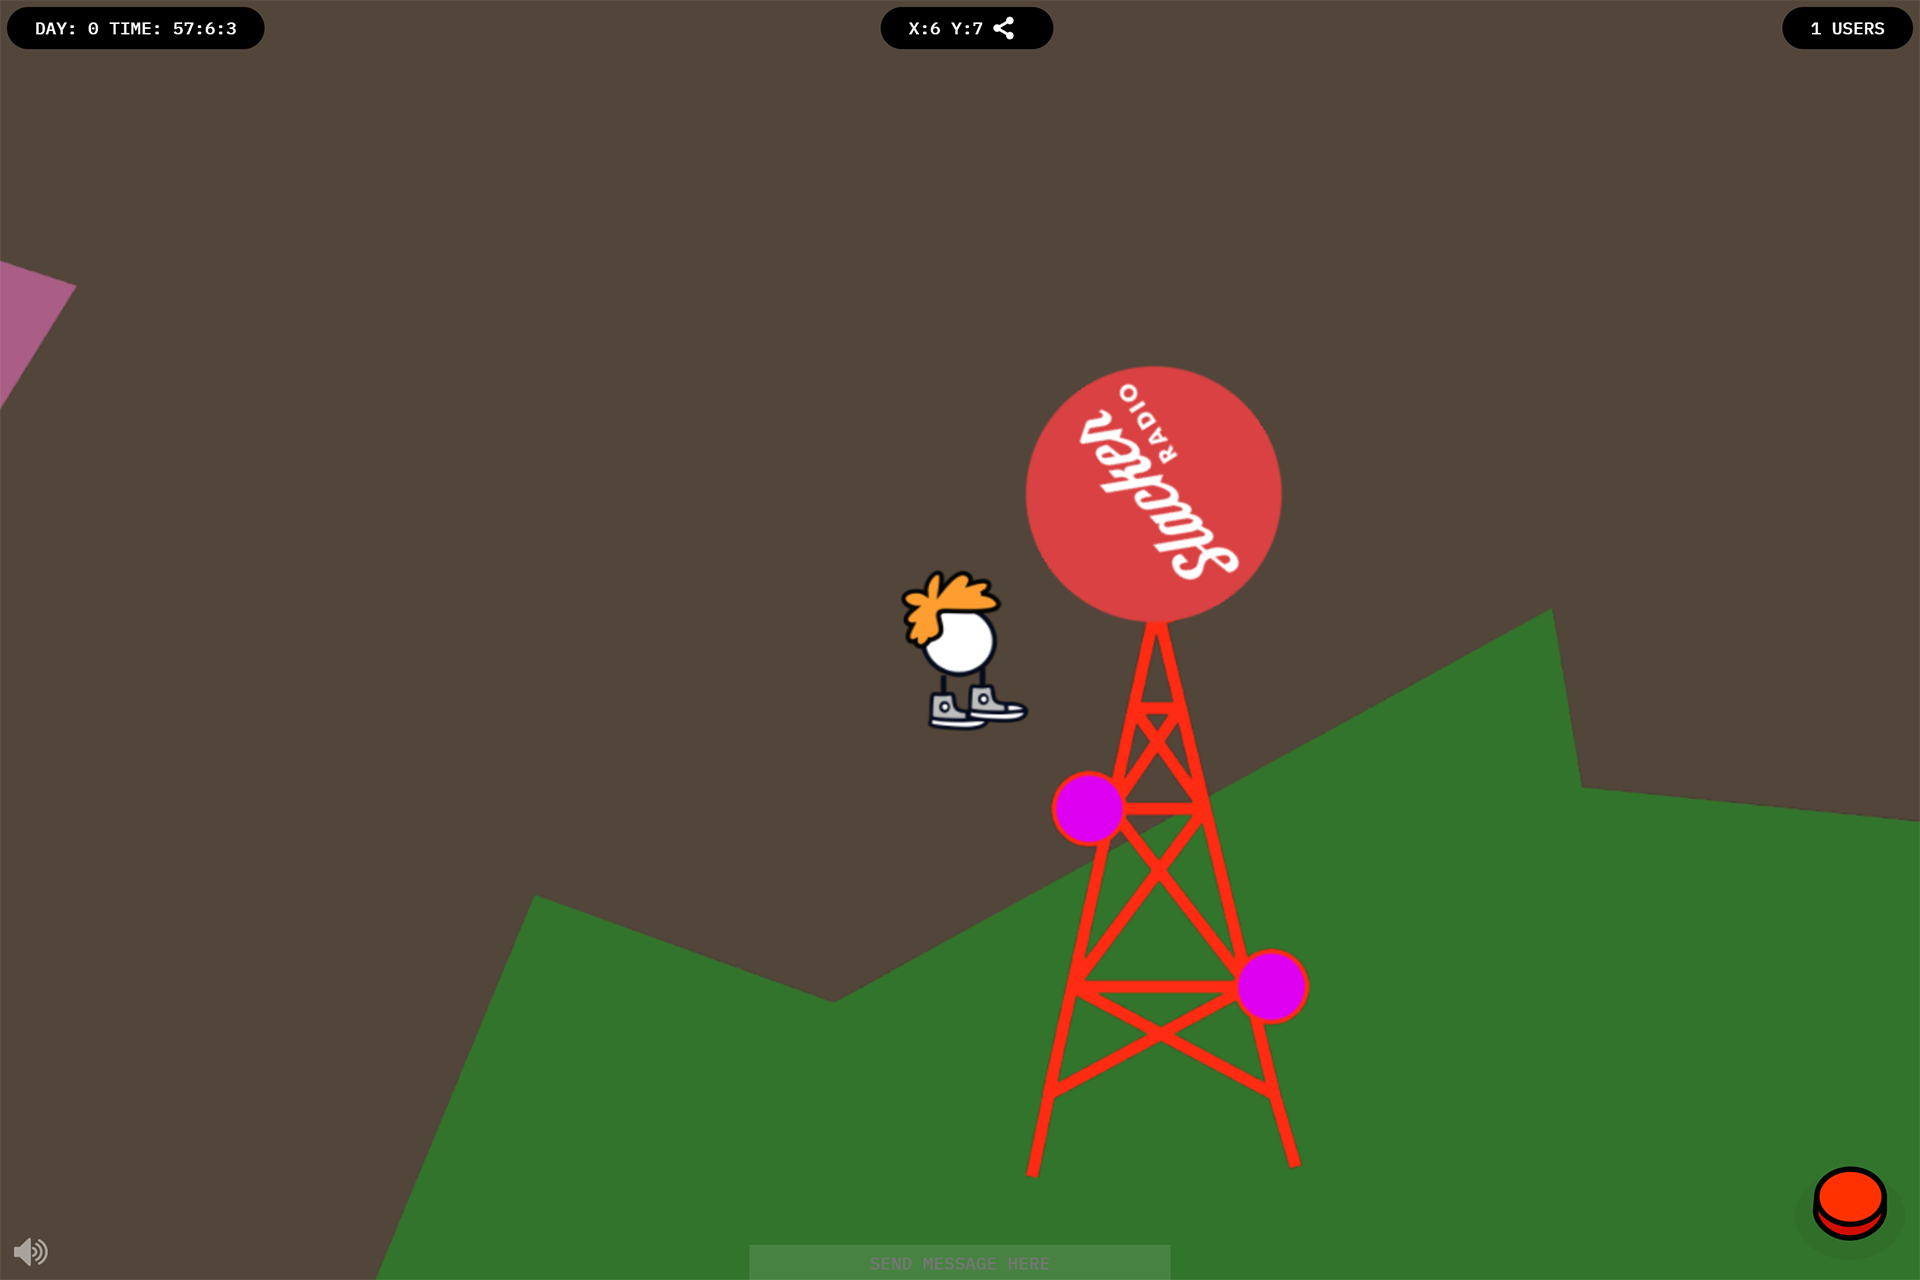 DAY: 0 TIME: 57:6:3
X:6 Y:7
1 USERS
Slacker
RADIO
SEND MESSAGE HERE